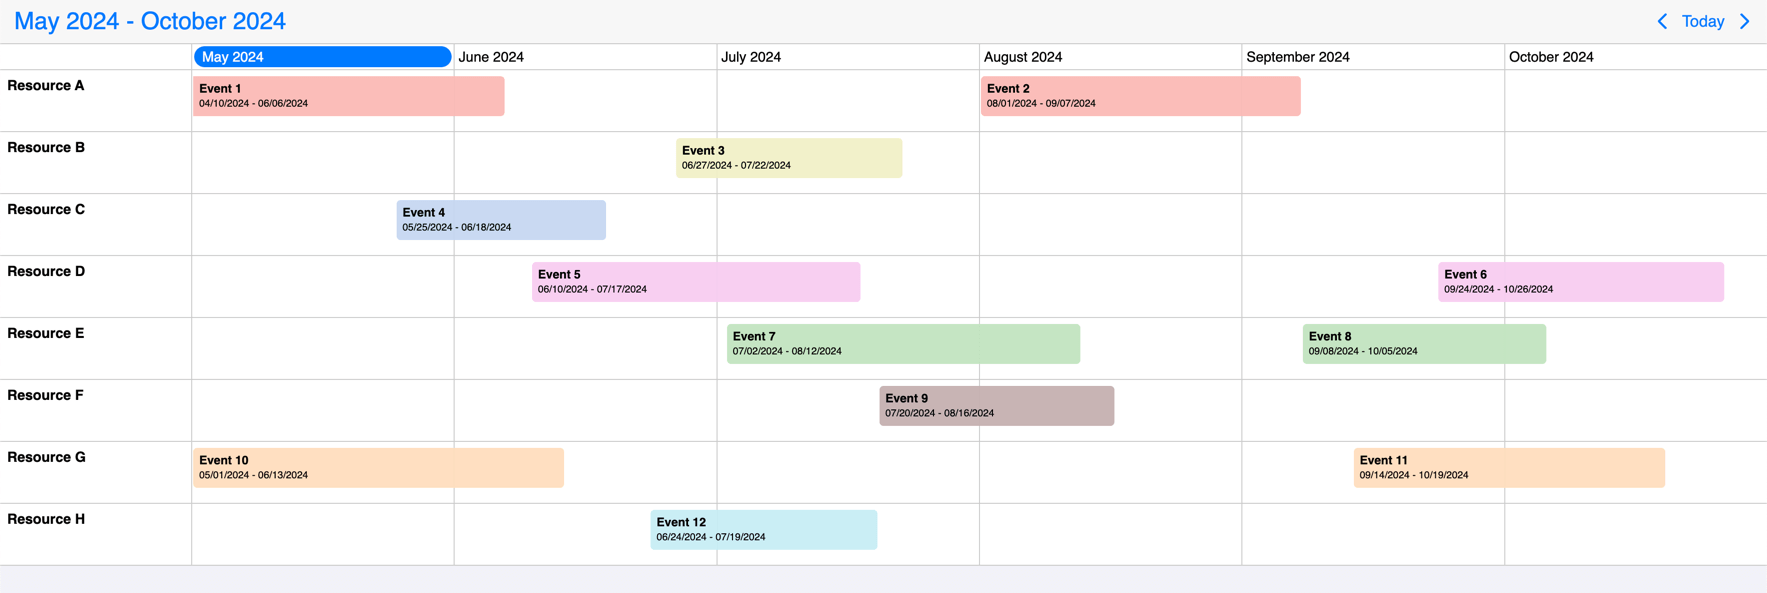 May 2024 - October 2024
Today
May 2024
June 2024
July 2024
August 2024
September 2024
October 2024
Resource A
Event 1
04/10/2024 - 06/06/2024
Event 2
08/01/2024 - 09/07/2024
Resource B
Event 3
06/27/2024 - 07/22/2024
Resource C
Event 4
05/25/2024 - 06/18/2024
Resource D
Event 5
06/10/2024 - 07/17/2024
Event 6
09/24/2024 - 10/26/2024
Resource E
Event 7
07/02/2024 - 08/12/2024
Event 8
09/08/2024 - 10/05/2024
Resource F
Event 9
07/20/2024 - 08/16/2024
Resource G
Event 10
05/01/2024 - 06/13/2024
Event 11
09/14/2024 - 10/19/2024
Resource H
Event 12
06/24/2024 - 07/19/2024